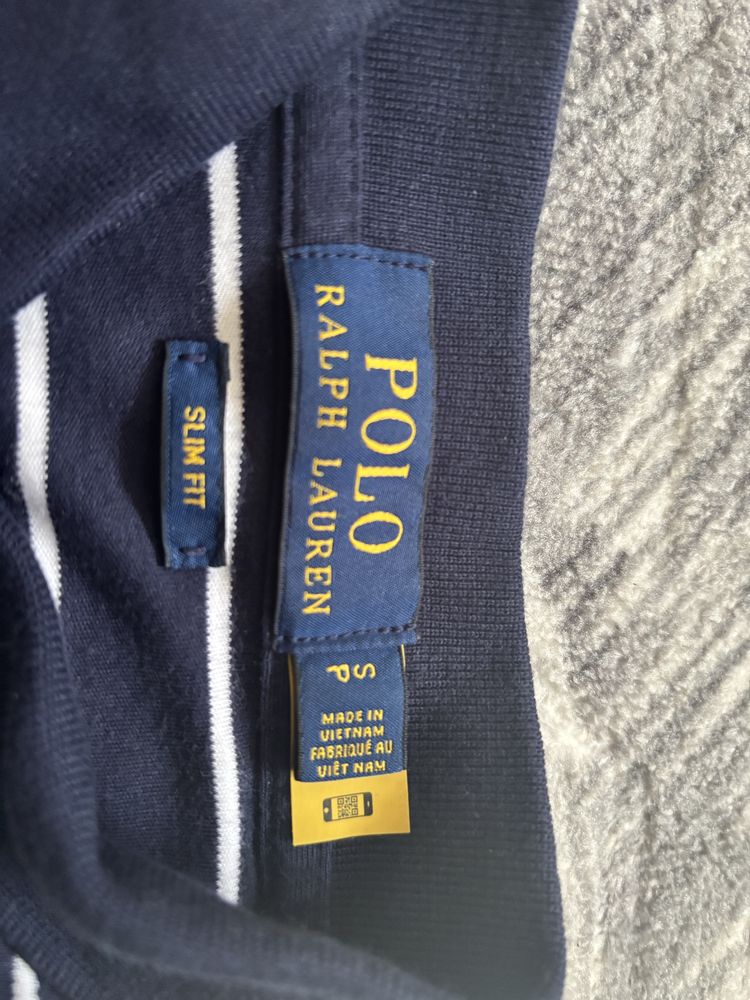 POLO
RALPH LAUREN
SLIM FIT
S
P
MADE IN
VIETNAM
FABRIQUÉ AU
VIÊT NAM